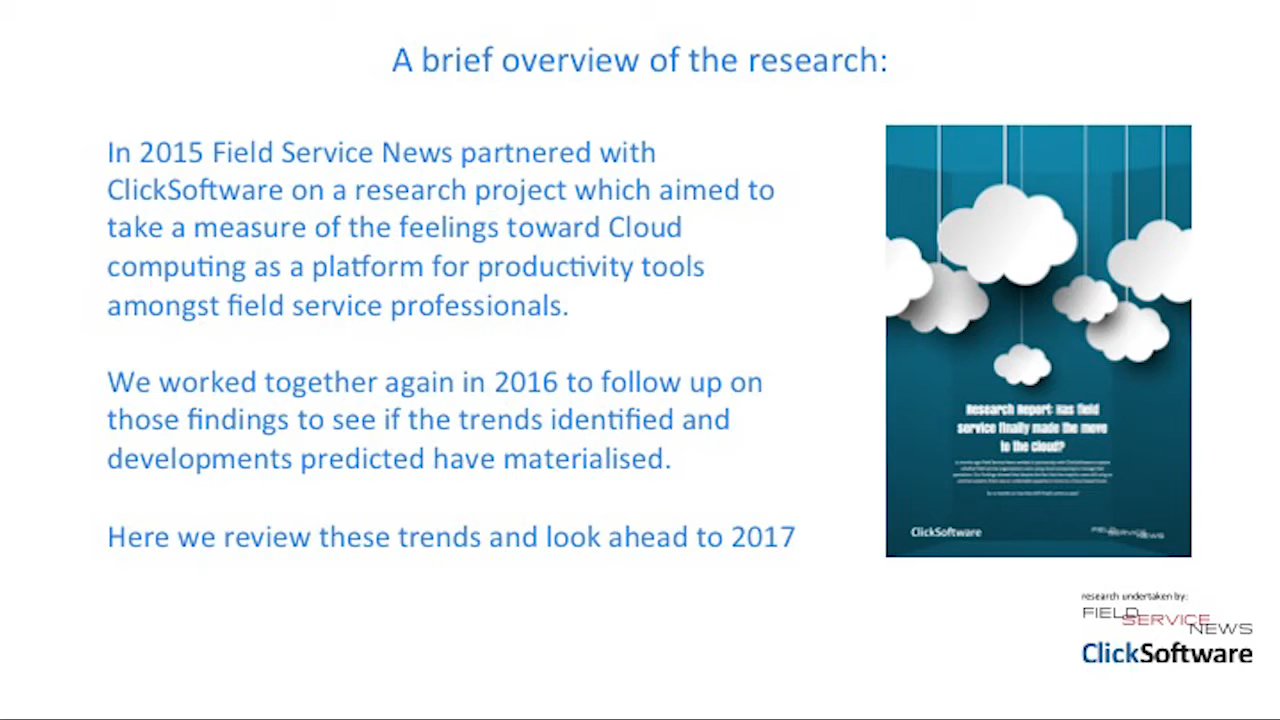 A brief overview of the research:
In 2015 Field Service News partnered with
ClickSoftware on a research project which aimed to
take a measure of the feelings toward Cloud
computing as a platform for productivity tools
amongst field service professionals.
We worked together again in 2016 to follow up on
those findings to see if the trends identified and
developments predicted have materialised.
Here we review these trends and look ahead to 2017
Research Report: Has field
service finally made the move
to the Cloud?
ClickSoftware
FIELD
SERVICE
NEWS
research undertaken by:
FIELD
SERVICE
NEWS
ClickSoftware